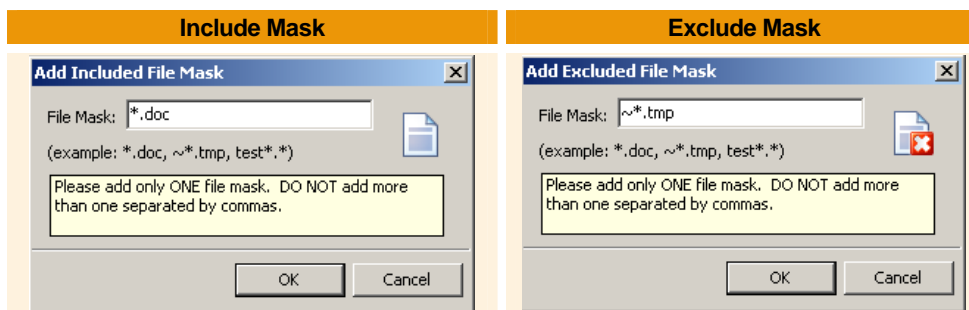 Include Mask
Exclude Mask
Add Included File Mask
File Mask: *.doc
(example: *.doc, ~*.tmp, test*.*)
Please add only ONE file mask.  DO NOT add more
than one separated by commas.
OK
Cancel
Add Excluded File Mask
File Mask: ~*.tmp
(example: *.doc, ~*.tmp, test*.*)
Please add only ONE file mask.  DO NOT add more
than one separated by commas.
OK
Cancel